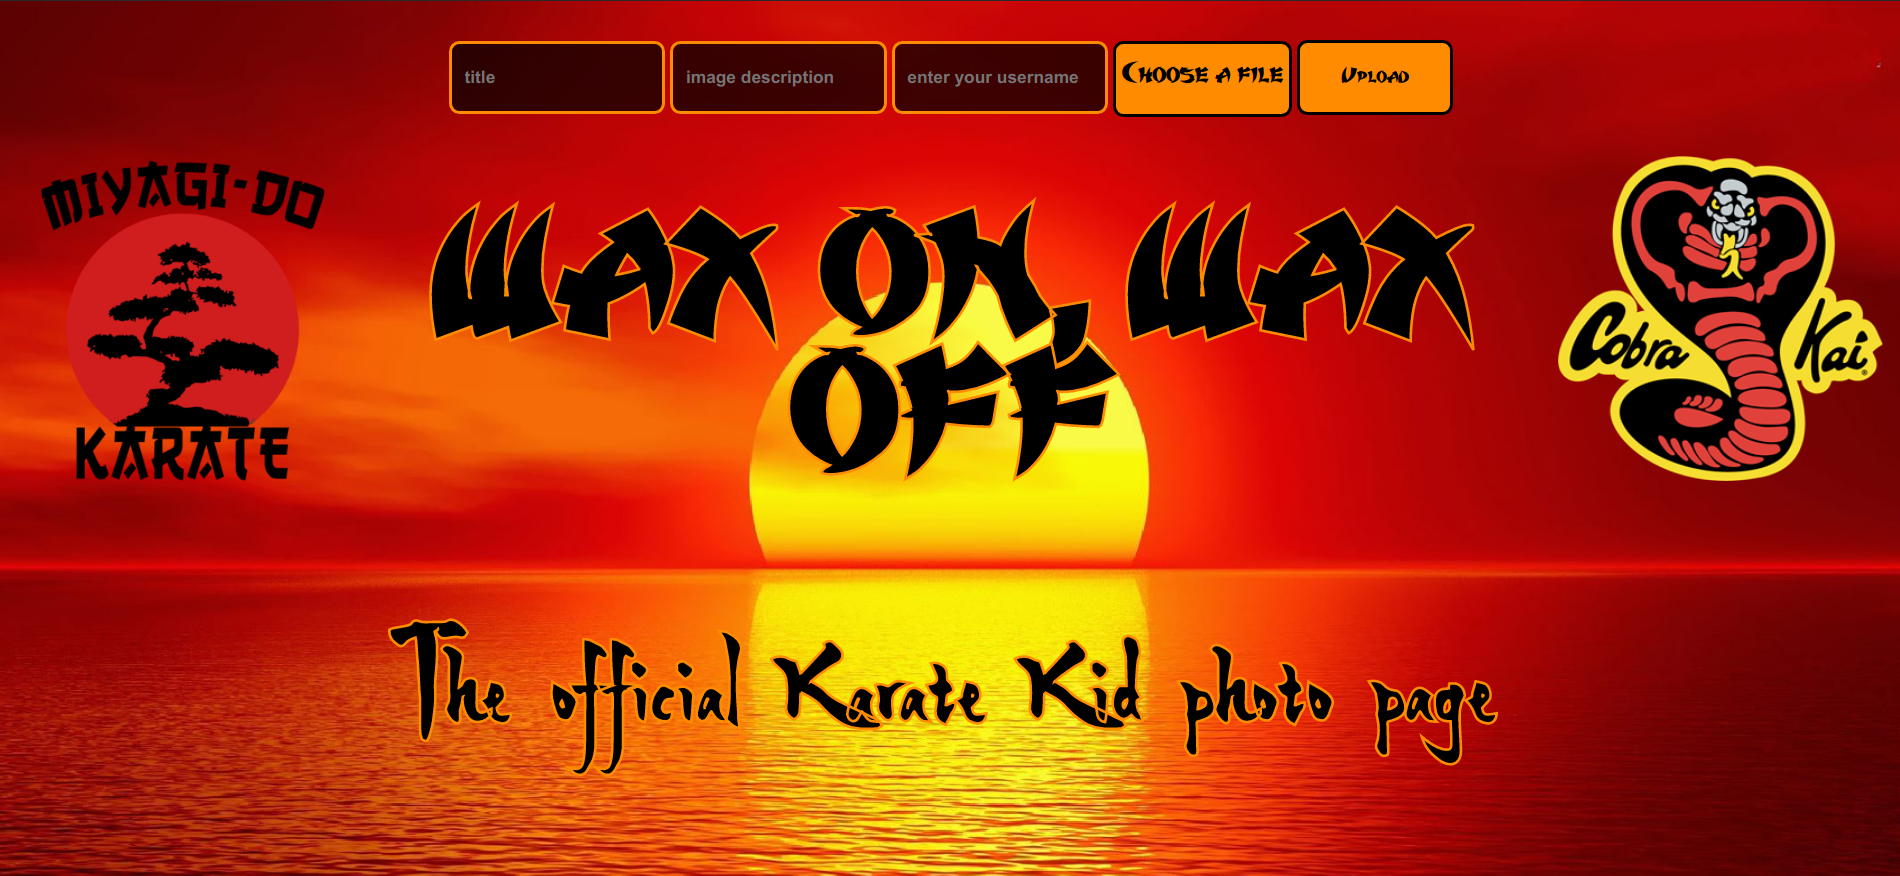 title
image description
enter your username
Choose a file
Upload
MIYAGI-DO
KARATE
Wax On, Wax
Off
Cobra Kai ®
The official Karate Kid photo page